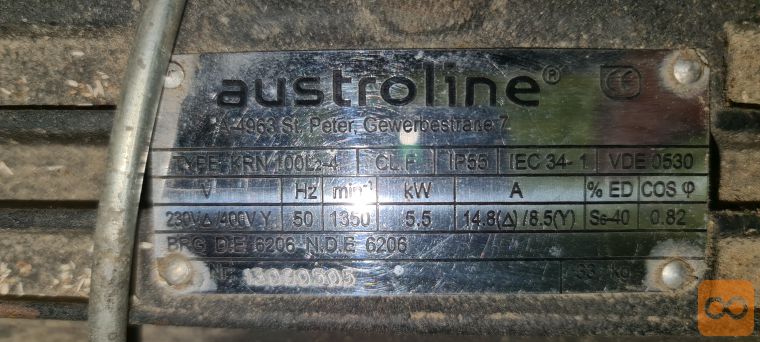 austroline®
CE
A-4963 St. Peter, Gewerbestraße 7
TYPE KRN 100L2-4 CL.F IP55 IEC 34-1 VDE 0530
V Hz min⁻¹ kW A % ED COS φ
230VΔ/400VY 50 1350 5.5 14.8(Δ)/8.5(Y) S6-40 0.82
BRG D.E 6206 N.D.E 6206
Nr. 33 kg